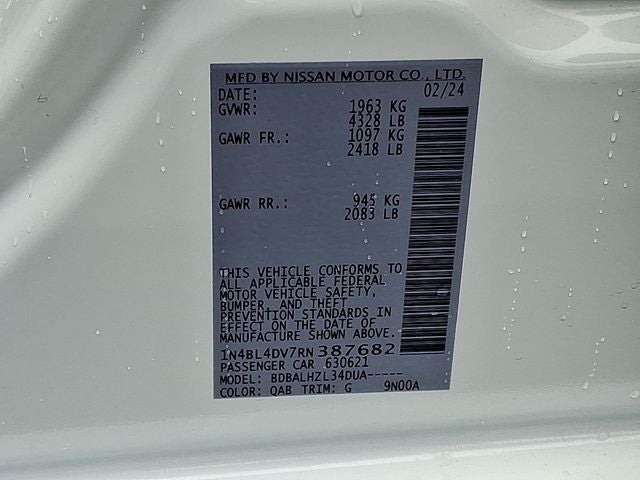 MFD BY NISSAN MOTOR CO., LTD.
DATE: 02/24
GVWR: 1963 KG
4328 LB
GAWR FR.: 1097 KG
2418 LB
GAWR RR.: 945 KG
2083 LB
THIS VEHICLE CONFORMS TO
ALL APPLICABLE FEDERAL
MOTOR VEHICLE SAFETY,
BUMPER, AND THEFT
PREVENTION STANDARDS IN
EFFECT ON THE DATE OF
MANUFACTURE SHOWN ABOVE.
1N4BL4DV7RN387682
PASSENGER CAR 630621
MODEL: BDBALHZL34DUA-----
COLOR: QAB TRIM: G 9N00A